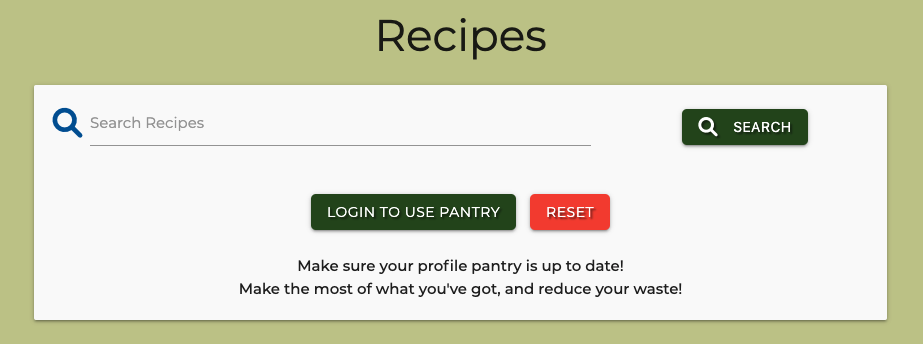 Recipes
Search Recipes
SEARCH
LOGIN TO USE PANTRY
RESET
Make sure your profile pantry is up to date!
Make the most of what you've got, and reduce your waste!